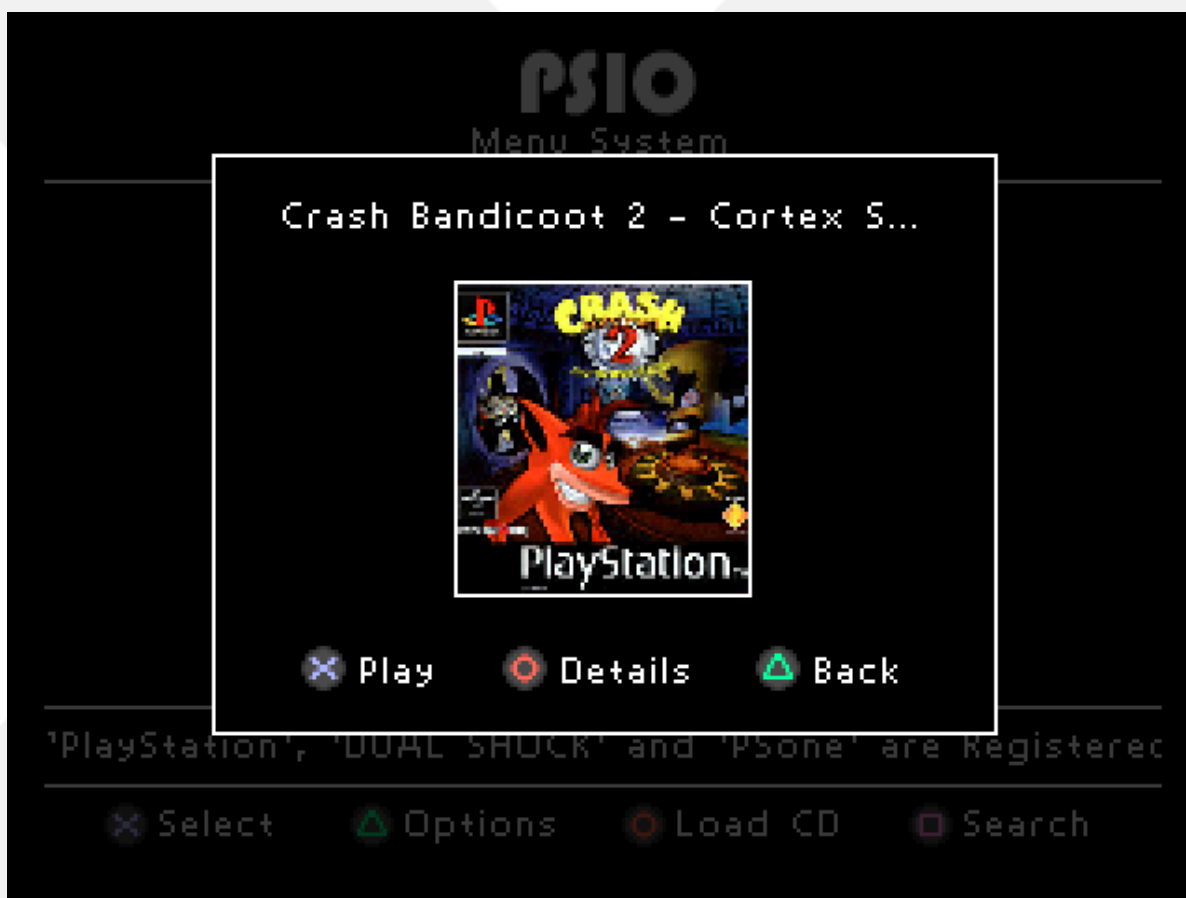 PSIO
Menu System
Crash Bandicoot 2 - Cortex S...
CRASH
2
PlayStation
Play Details Back
'PlayStation', 'DUAL SHOCK' and 'PSone' are Registered
Select Options Load CD Search